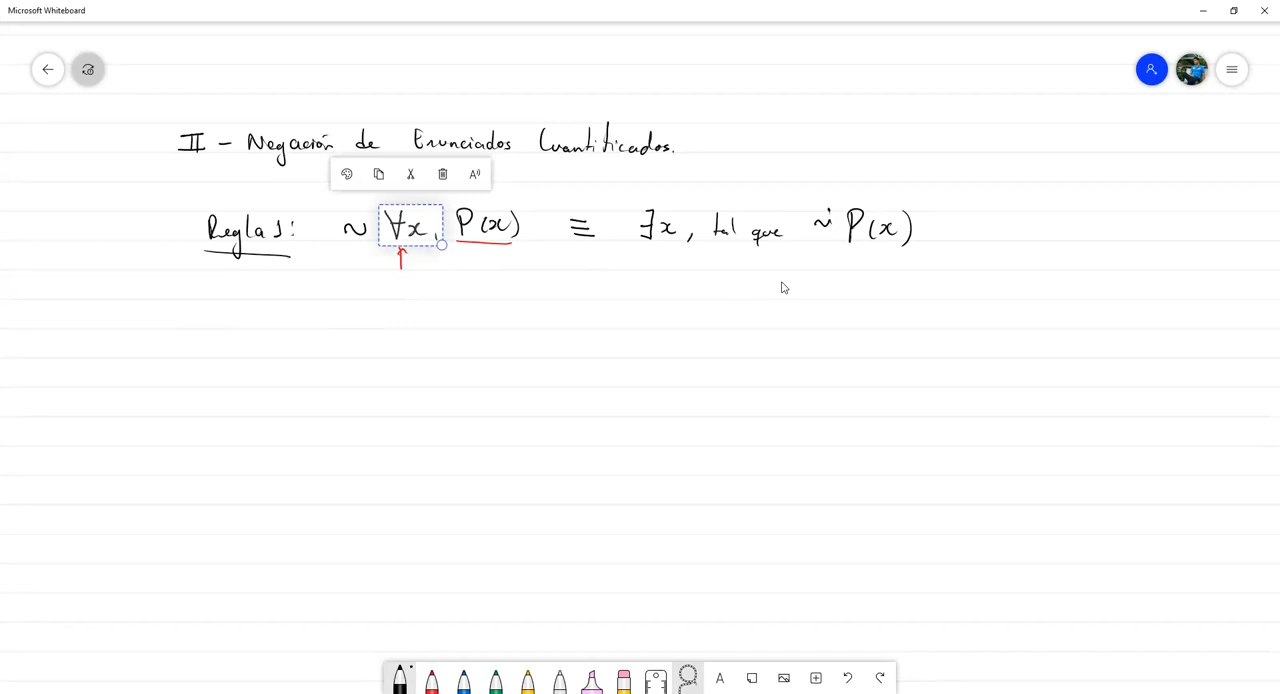 Microsoft Whiteboard
II - Negación de Enunciados Cuantificados.
Reglas: ~ ∀x, P(x) ≡ ∃x, tal que ~ P(x)